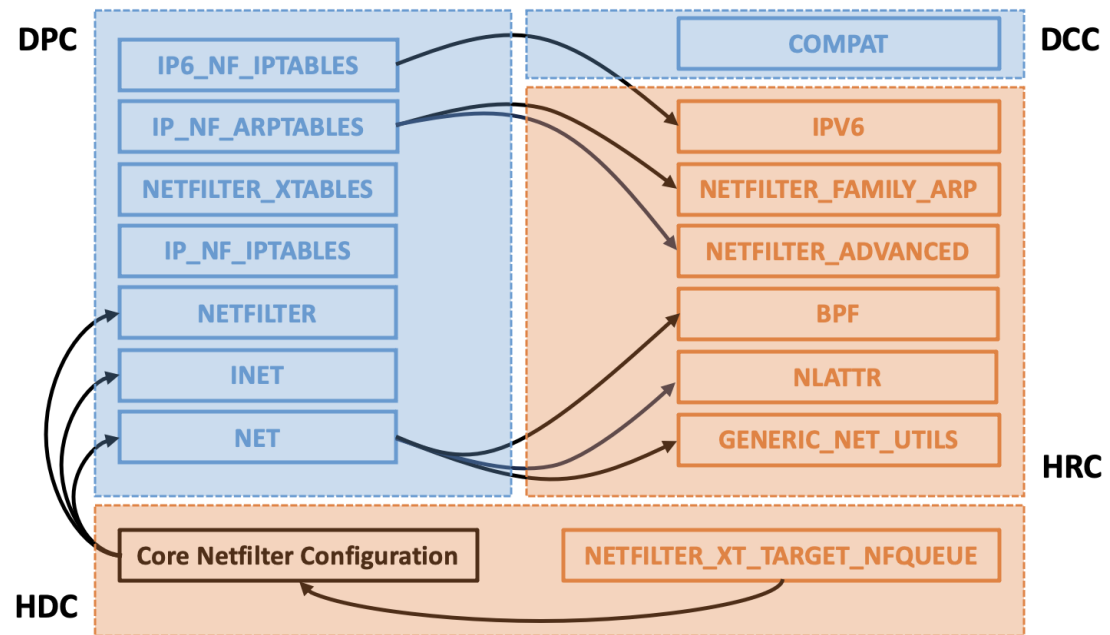 DPC
IP6_NF_IPTABLES
IP_NF_ARPTABLES
NETFILTER_XTABLES
IP_NF_IPTABLES
NETFILTER
INET
NET
COMPAT
DCC
IPV6
NETFILTER_FAMILY_ARP
NETFILTER_ADVANCED
BPF
NLATTR
GENERIC_NET_UTILS
HRC
Core Netfilter Configuration
NETFILTER_XT_TARGET_NFQUEUE
HDC